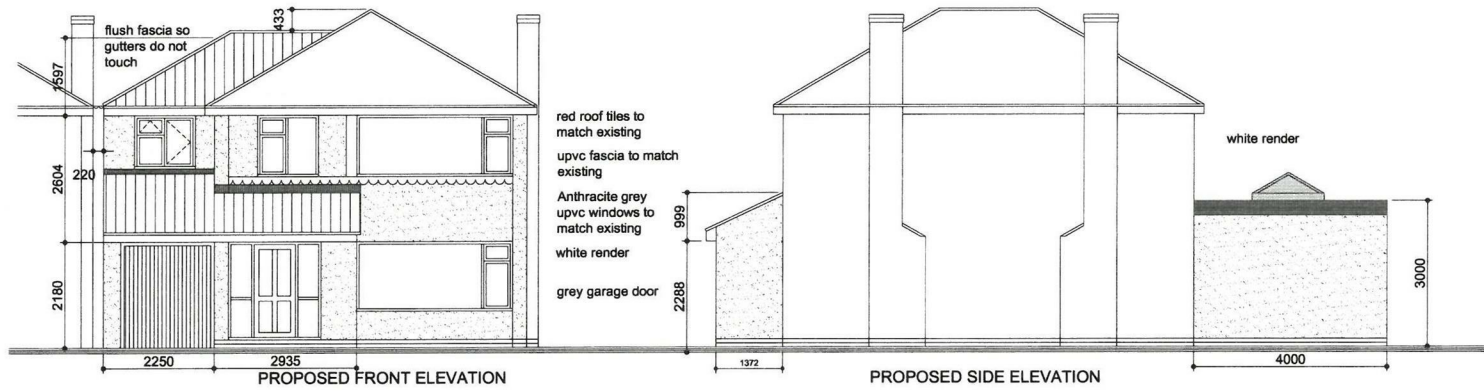 433
flush fascia so
gutters do not
touch
1597
red roof tiles to
match existing
upvc fascia to match
existing
white render
2604
220
Anthracite grey
upvc windows to
match existing
999
white render
grey garage door
2180
2288
3000
2250
2935
1372
4000
PROPOSED FRONT ELEVATION
PROPOSED SIDE ELEVATION